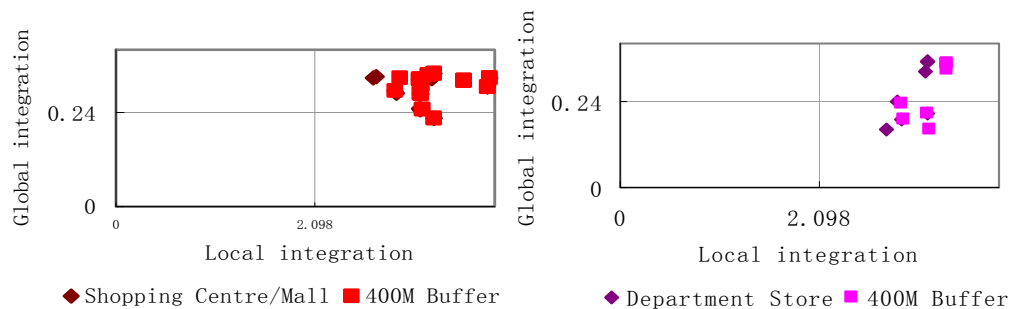 Global integration
0.24
0
0
2.098
Local integration
Shopping Centre/Mall 400M Buffer
Global integration
0.24
0
0
2.098
Local integration
Department Store 400M Buffer